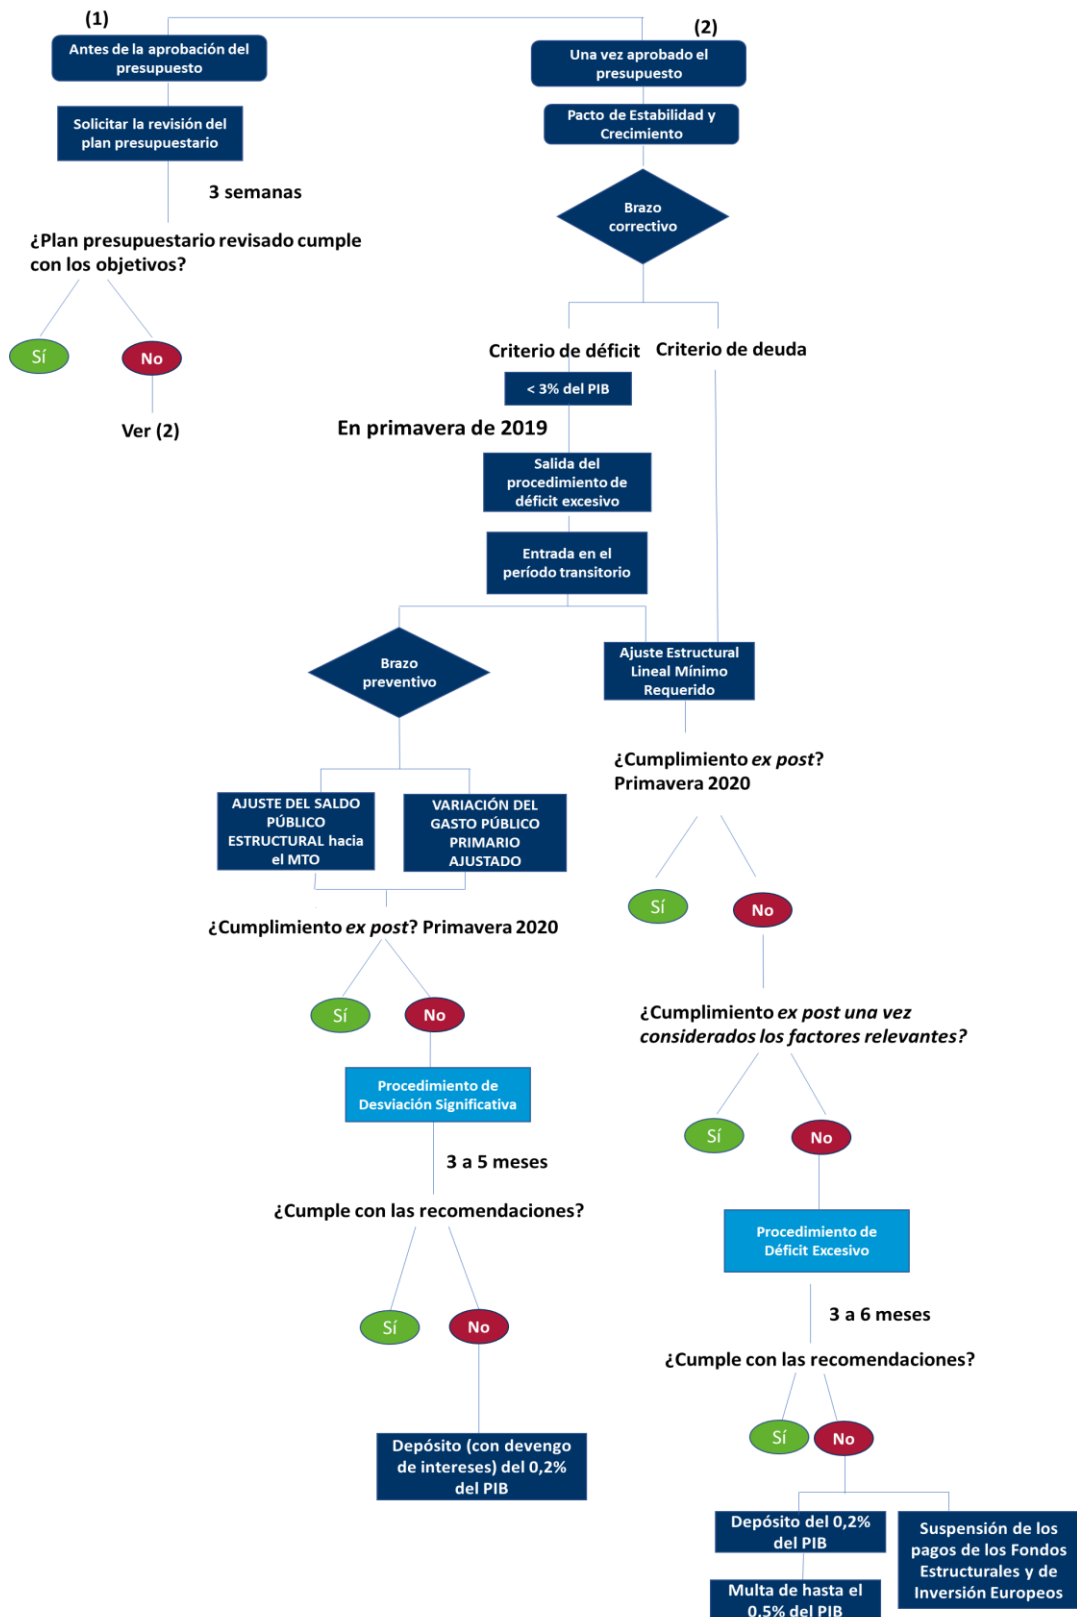 (1)
Antes de la aprobación del
presupuesto
Solicitar la revisión del
plan presupuestario
3 semanas
¿Plan presupuestario revisado cumple
con los objetivos?
Sí
No
Ver (2)
(2)
Una vez aprobado el
presupuesto
Pacto de Estabilidad y
Crecimiento
Brazo
correctivo
Criterio de déficit
Criterio de deuda
< 3% del PIB
En primavera de 2019
Salida del
procedimiento de
déficit excesivo
Entrada en el
período transitorio
Brazo
preventivo
AJUSTE DEL SALDO
PÚBLICO
ESTRUCTURAL hacia
el MTO
VARIACIÓN DEL
GASTO PÚBLICO
PRIMARIO
AJUSTADO
¿Cumplimiento ex post? Primavera 2020
Sí
No
Procedimiento de
Desviación Significativa
3 a 5 meses
¿Cumple con las recomendaciones?
Sí
No
Depósito (con devengo
de intereses) del 0,2%
del PIB
Ajuste Estructural
Lineal Mínimo
Requerido
¿Cumplimiento ex post?
Primavera 2020
Sí
No
¿Cumplimiento ex post una vez
considerados los factores relevantes?
Sí
No
Procedimiento de
Déficit Excesivo
3 a 6 meses
¿Cumple con las recomendaciones?
Sí
No
Depósito del 0,2%
del PIB
Multa de hasta el
0,5% del PIB
Suspensión de los
pagos de los Fondos
Estructurales y de
Inversión Europeos